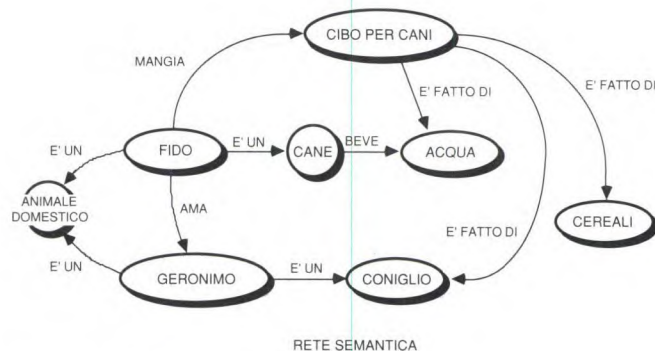 CIBO PER CANI
MANGIA
E' FATTO DI
E' FATTO DI
E' UN
FIDO
E' UN
CANE
BEVE
ACQUA
ANIMALE
DOMESTICO
AMA
CEREALI
E' FATTO DI
E' UN
GERONIMO
E' UN
CONIGLIO
RETE SEMANTICA